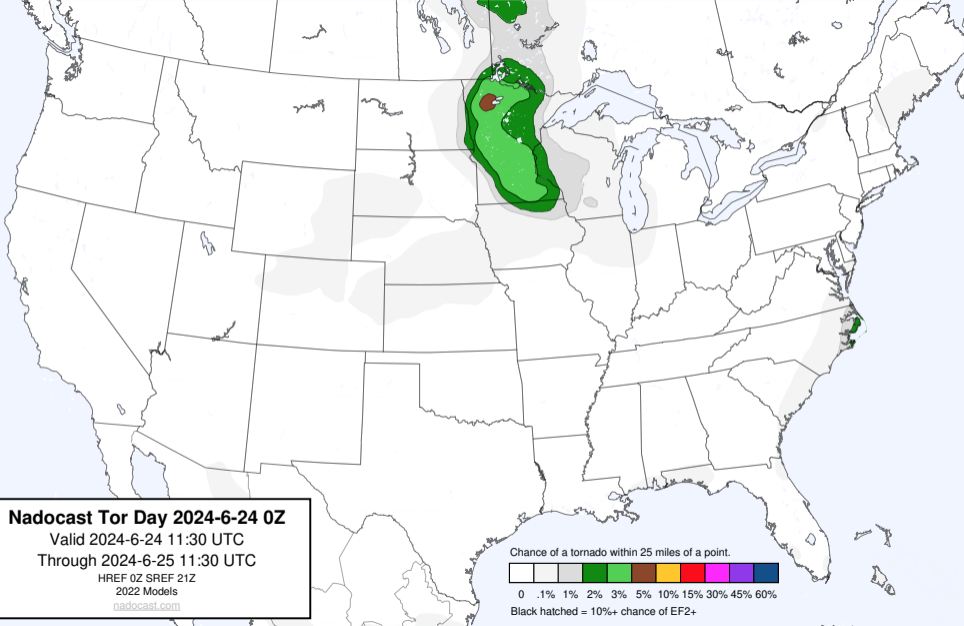 Nadocast Tor Day 2024-6-24 0Z
Valid 2024-6-24 11:30 UTC
Through 2024-6-25 11:30 UTC
HREF 0Z SREF 21Z
2022 Models
nadocast.com
Chance of a tornado within 25 miles of a point.
0 .1% 1% 2% 3% 5% 10% 15% 30% 45% 60%
Black hatched = 10%+ chance of EF2+